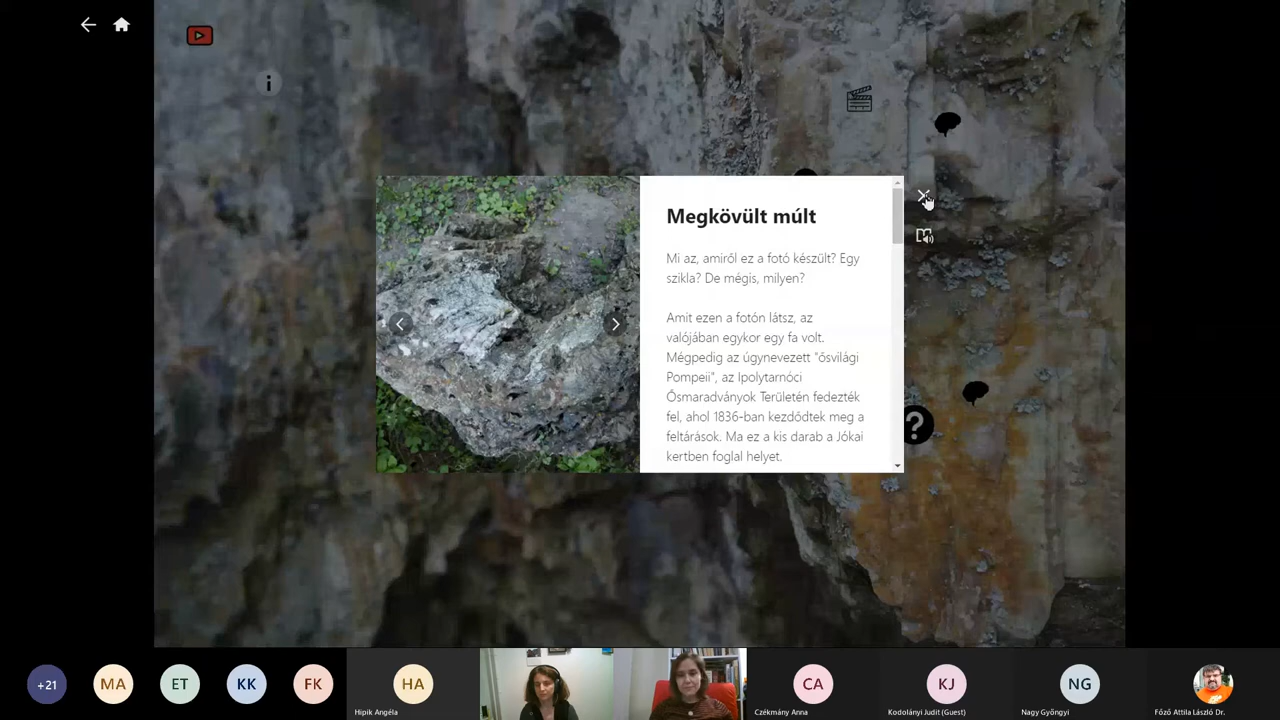 i
Megkövült múlt
Mi az, amiről ez a fotó készült? Egy
szikla? De mégis, milyen?
Amit ezen a fotón látsz, az
valójában egykor egy fa volt.
Mégpedig az úgynevezett "ősvilági
Pompeii", az Ipolytarnóci
Ősmaradványok Területén fedezték
fel, ahol 1836-ban kezdődtek meg a
feltárások. Ma ez a kis darab a Jókai
kertben foglal helyet.
?
+21
MA
ET
KK
FK
HA
CA
KJ
NG
Hipik Angéla
Czékmány Anna
Kodolányi Judit (Guest)
Nagy Gyöngyi
Főző Attila László Dr.